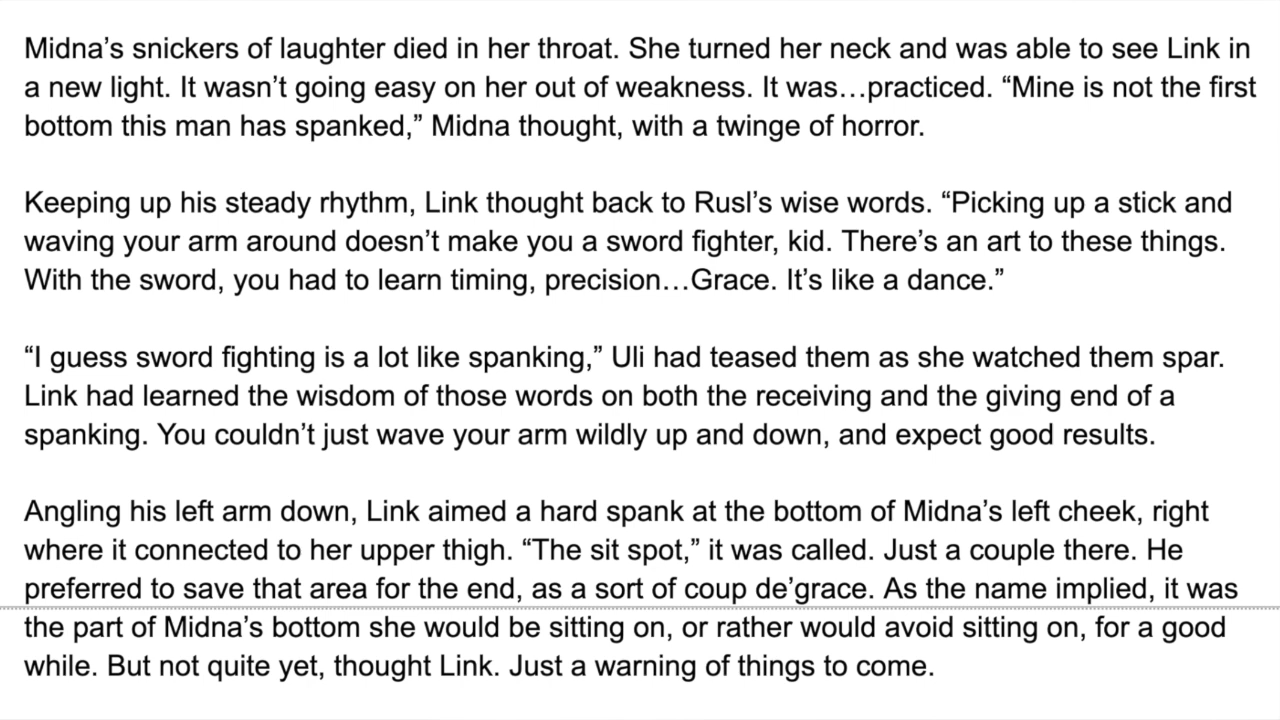 Midna’s snickers of laughter died in her throat. She turned her neck and was able to see Link in
a new light. It wasn’t going easy on her out of weakness. It was…practiced. “Mine is not the first
bottom this man has spanked,” Midna thought, with a twinge of horror.
Keeping up his steady rhythm, Link thought back to Rusl’s wise words. “Picking up a stick and
waving your arm around doesn’t make you a sword fighter, kid. There’s an art to these things.
With the sword, you had to learn timing, precision…Grace. It’s like a dance.”
“I guess sword fighting is a lot like spanking,” Uli had teased them as she watched them spar.
Link had learned the wisdom of those words on both the receiving and the giving end of a
spanking. You couldn’t just wave your arm wildly up and down, and expect good results.
Angling his left arm down, Link aimed a hard spank at the bottom of Midna’s left cheek, right
where it connected to her upper thigh. “The sit spot,” it was called. Just a couple there. He
preferred to save that area for the end, as a sort of coup de’grace. As the name implied, it was
the part of Midna’s bottom she would be sitting on, or rather would avoid sitting on, for a good
while. But not quite yet, thought Link. Just a warning of things to come.